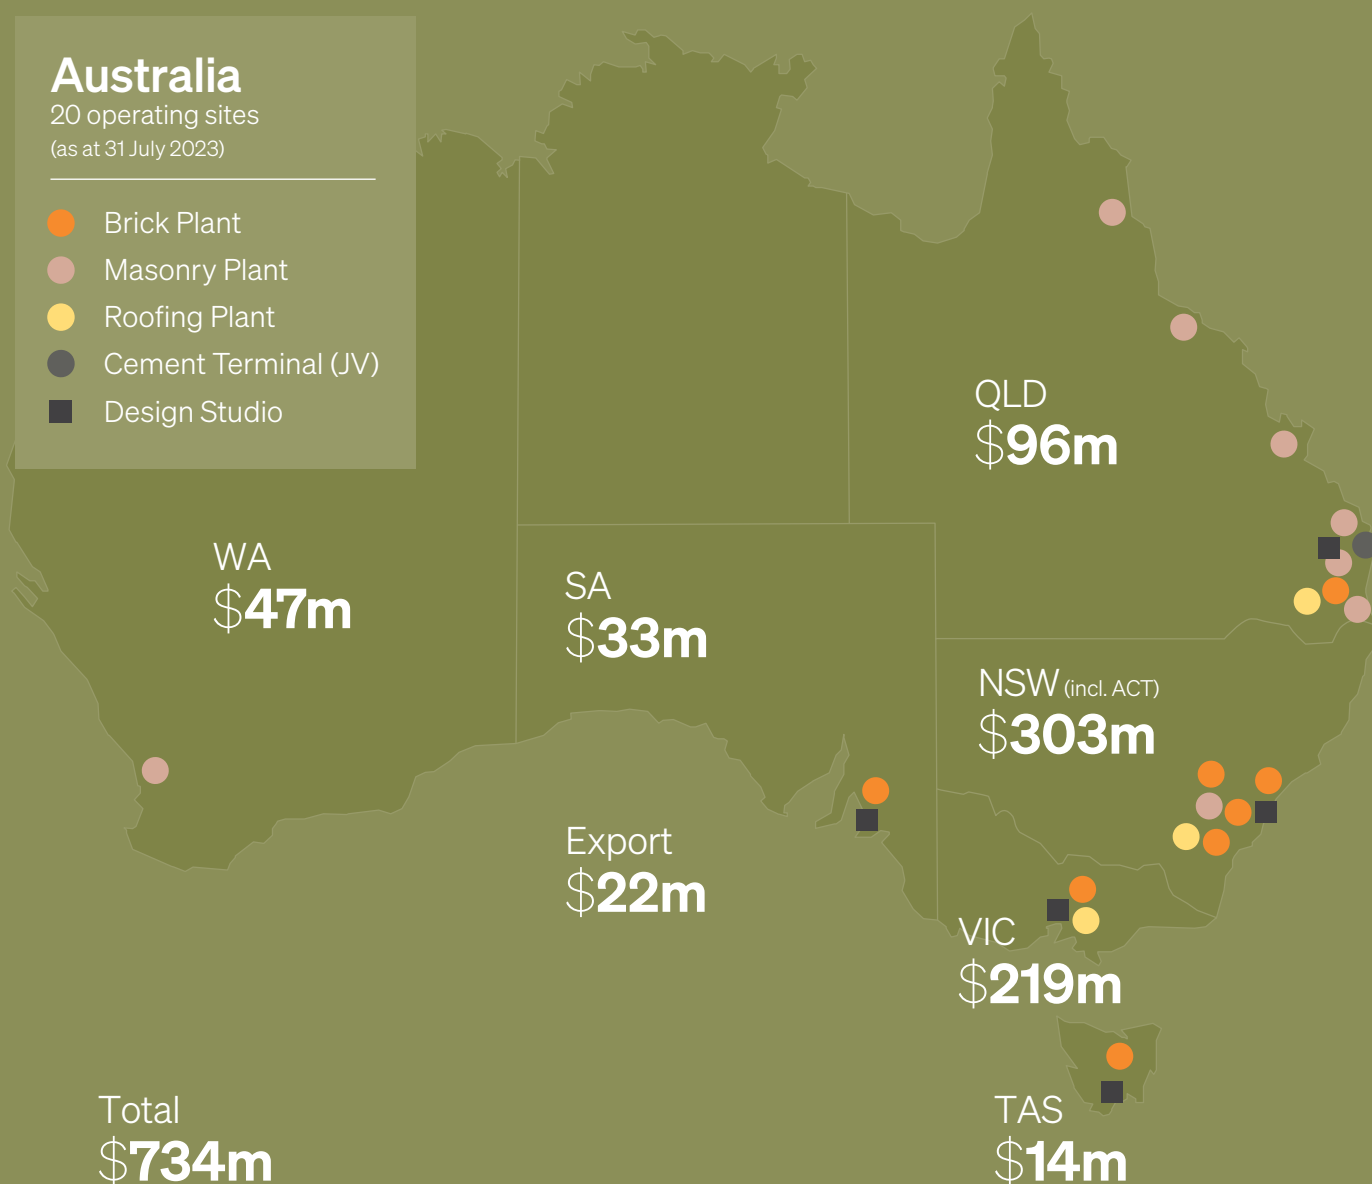 Australia
20 operating sites
(as at 31 July 2023)
Brick Plant
Masonry Plant
Roofing Plant
Cement Terminal (JV)
Design Studio
QLD
$96m
WA
$47m
SA
$33m
NSW (incl. ACT)
$303m
Export
$22m
VIC
$219m
Total
$734m
TAS
$14m